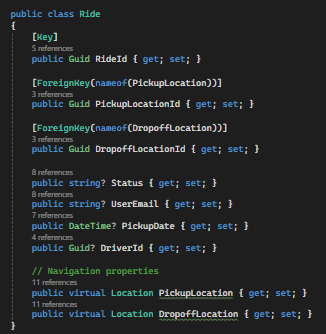 public class Ride
{
[Key]
5 references
public Guid RideId { get; set; }
[ForeignKey(nameof(PickupLocation))]
3 references
public Guid PickupLocationId { get; set; }
[ForeignKey(nameof(DropoffLocation))]
3 references
public Guid DropoffLocationId { get; set; }
8 references
public string? Status { get; set; }
8 references
public string? UserEmail { get; set; }
7 references
public DateTime? PickupDate { get; set; }
4 references
public Guid? DriverId { get; set; }
// Navigation properties
11 references
public virtual Location PickupLocation { get; set; }
11 references
public virtual Location DropoffLocation { get; set; }
}